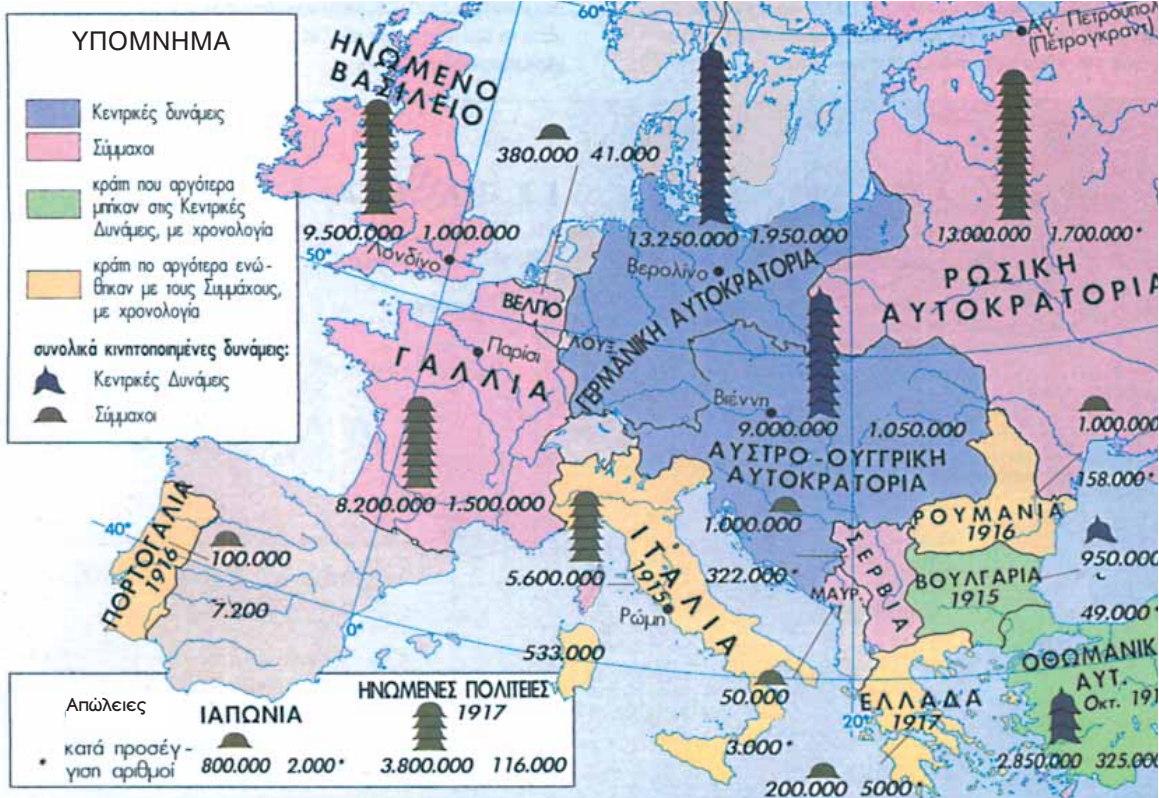 ΥΠΟΜΝΗΜΑ
Κεντρικές δυνάμεις
Σύμμαχοι
κράτη που αργότερα
μπήκαν στις Κεντρικές
Δυνάμεις, με χρονολογία
κράτη πο αργότερα ενώ-
θηκαν με τους Συμμάχους,
με χρονολογία
συνολικά κινητοποιημένες δυνάμεις:
Κεντρικές Δυνάμεις
Σύμμαχοι
60°
Αγ. Πετρούπολ
(Πέτρογκραντ)
ΗΝΩΜΕΝΟ
ΒΑΣΙΛΕΙΟ
380.000 41.000
9.500.000 1.000.000
Λονδίνο
50°
13.250.000 1.950.000
Βερολίνο
ΓΕΡΜΑΝΙΚΗ ΑΥΤΟΚΡΑΤΟΡΙΑ
13.000.000 1.700.000*
ΡΩΣΙΚΗ
ΑΥΤΟΚΡΑΤΟΡΙΑ
ΒΕΛΓΙΟ
ΛΟΥΞ.
Παρίσι
ΓΑΛΛΙΑ
8.200.000 1.500.000
Βιέννη
9.000.000 1.050.000
ΑΥΣΤΡΟ-ΟΥΓΓΡΙΚΗ
ΑΥΤΟΚΡΑΤΟΡΙΑ
1.000.000
158.000*
ΡΟΥΜΑΝΙΑ
1916
1.000.000
322.000*
ΣΕΡΒΙΑ
ΜΑΥΡ.
ΒΟΥΛΓΑΡΙΑ
1915
950.000
49.000*
40°
ΠΟΡΤΟΓΑΛΙΑ
1916
100.000
7.200
0°
5.600.000
533.000
ΙΤΑΛΙΑ
1915
Ρώμη
50.000
3.000*
20°
ΕΛΛΑΔΑ
1917
200.000 5000*
ΟΘΩΜΑΝΙΚ
ΑΥΤ.
Οκτ. 191
2.850.000 325.000
Απώλειες
* κατά προσέγ-
γιση αριθμοί
ΙΑΠΩΝΙΑ
800.000 2.000*
ΗΝΩΜΕΝΕΣ ΠΟΛΙΤΕΙΕΣ
1917
3.800.000 116.000